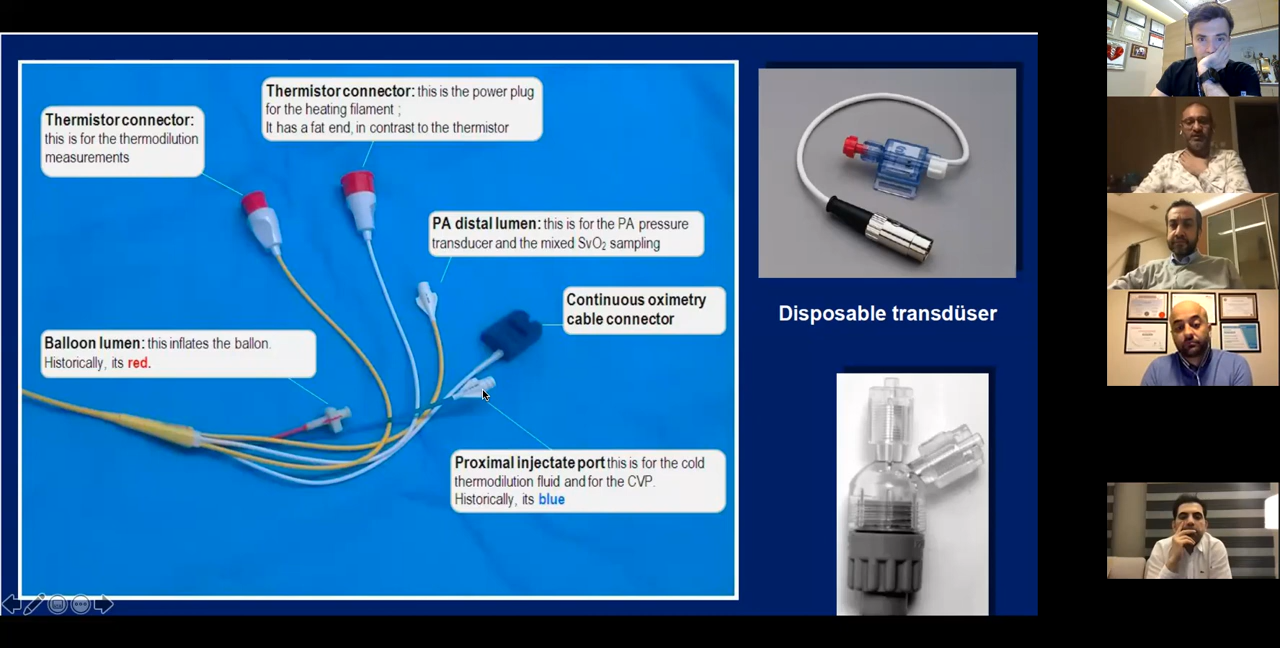 Thermistor connector: this is the power plug
for the heating filament ;
It has a fat end, in contrast to the thermistor
Thermistor connector:
this is for the thermodilution
measurements
PA distal lumen: this is for the PA pressure
transducer and the mixed SvO₂ sampling
Continuous oximetry
cable connector
Balloon lumen: this inflates the ballon.
Historically, its red.
Proximal injectate port this is for the cold
thermodilution fluid and for the CVP.
Historically, its blue
Disposable transdüser